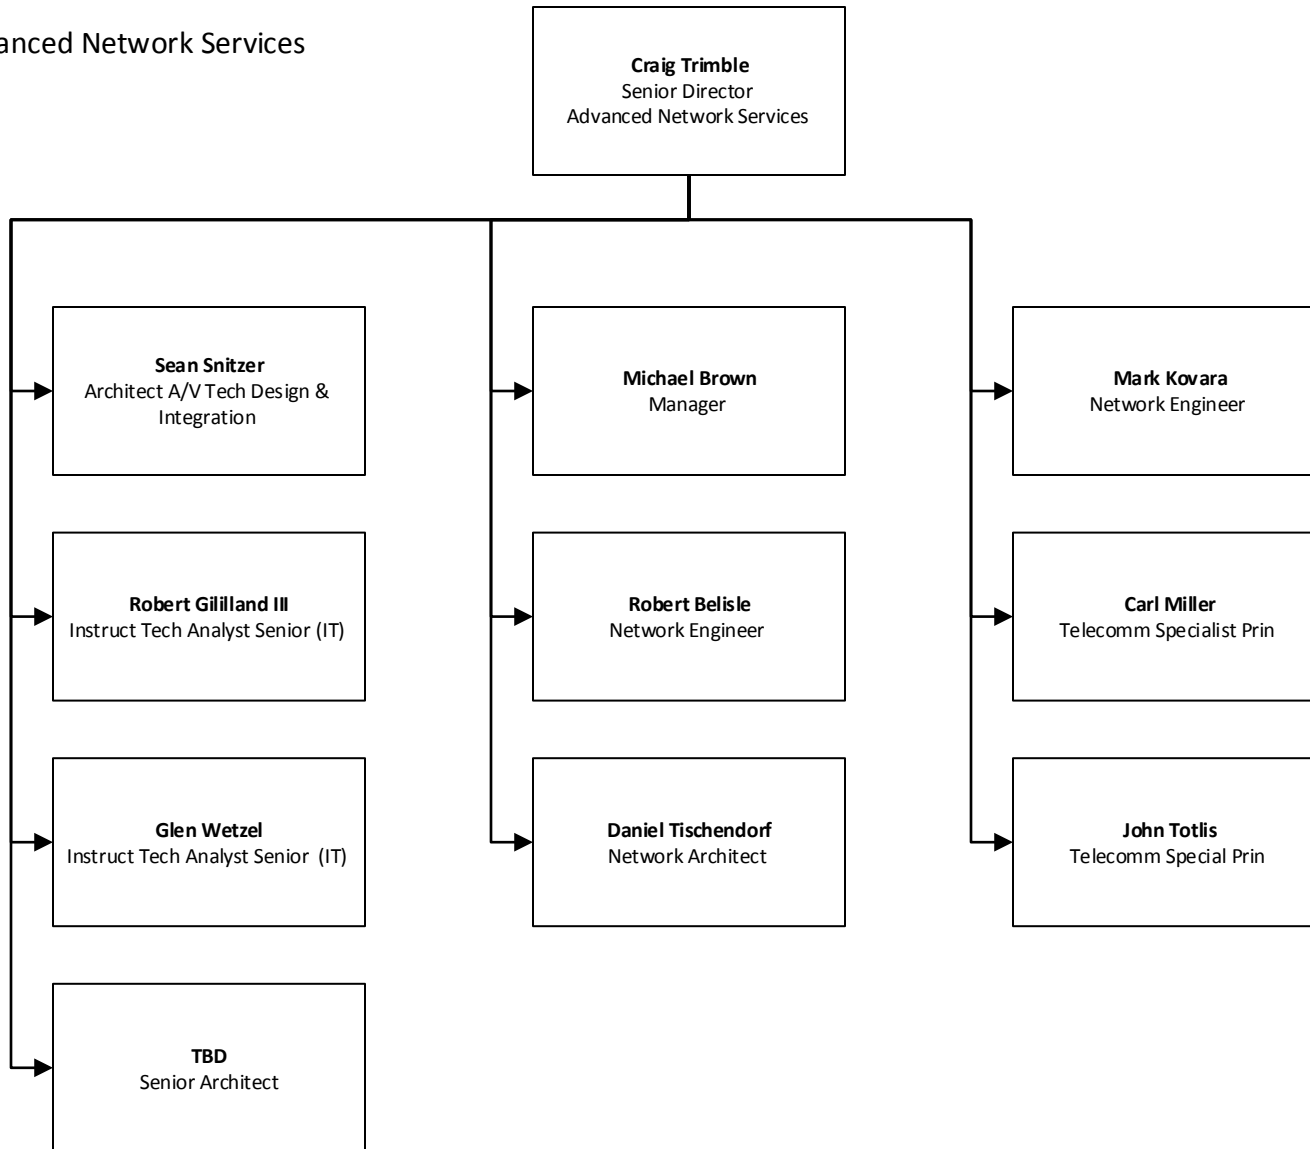 anced Network Services
Craig Trimble
Senior Director
Advanced Network Services
Sean Snitzer
Architect A/V Tech Design &
Integration
Michael Brown
Manager
Mark Kovara
Network Engineer
Robert Gililland III
Instruct Tech Analyst Senior (IT)
Robert Belisle
Network Engineer
Carl Miller
Telecomm Specialist Prin
Glen Wetzel
Instruct Tech Analyst Senior (IT)
Daniel Tischendorf
Network Architect
John Totlis
Telecomm Special Prin
TBD
Senior Architect